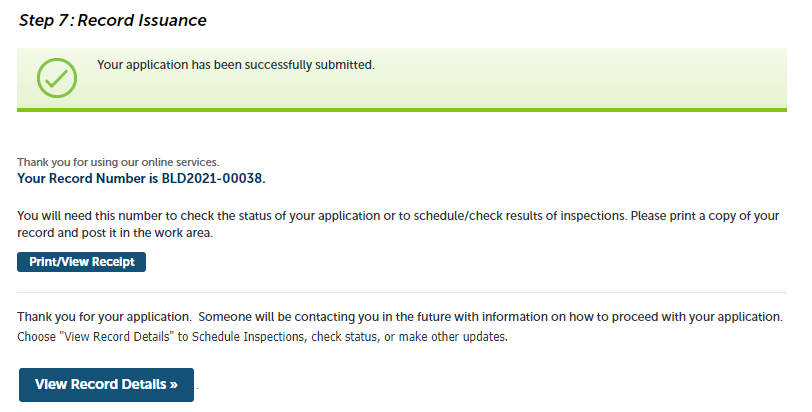 Step 7: Record Issuance
Your application has been successfully submitted.
Thank you for using our online services.
Your Record Number is BLD2021-00038.
You will need this number to check the status of your application or to schedule/check results of inspections. Please print a copy of your
record and post it in the work area.
Print/View Receipt
Thank you for your application. Someone will be contacting you in the future with information on how to proceed with your application.
Choose "View Record Details" to Schedule Inspections, check status, or make other updates.
View Record Details » .